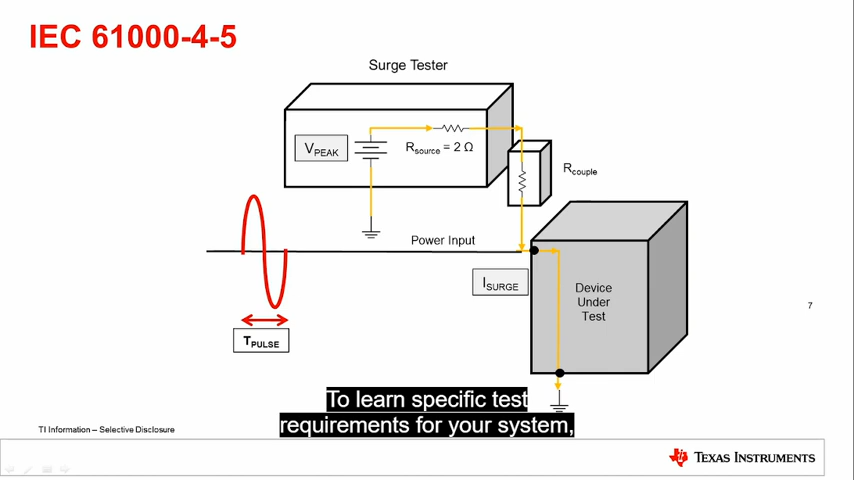 IEC 61000-4-5
Surge Tester
VPEAK
Rsource = 2 Ω
Rcouple
Power Input
ISURGE
Device
Under
Test
7
TPULSE
To learn specific test
requirements for your system,
TI Information – Selective Disclosure
TEXAS INSTRUMENTS